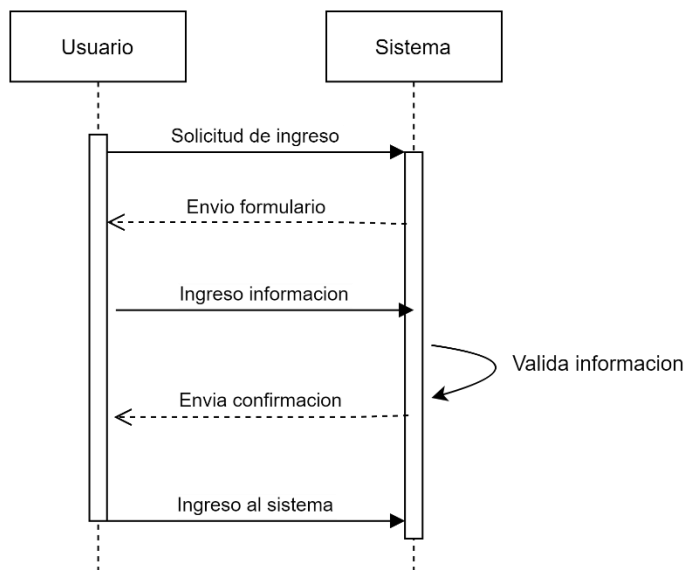 Usuario
Sistema
Solicitud de ingreso
Envio formulario
Ingreso informacion
Valida informacion
Envia confirmacion
Ingreso al sistema